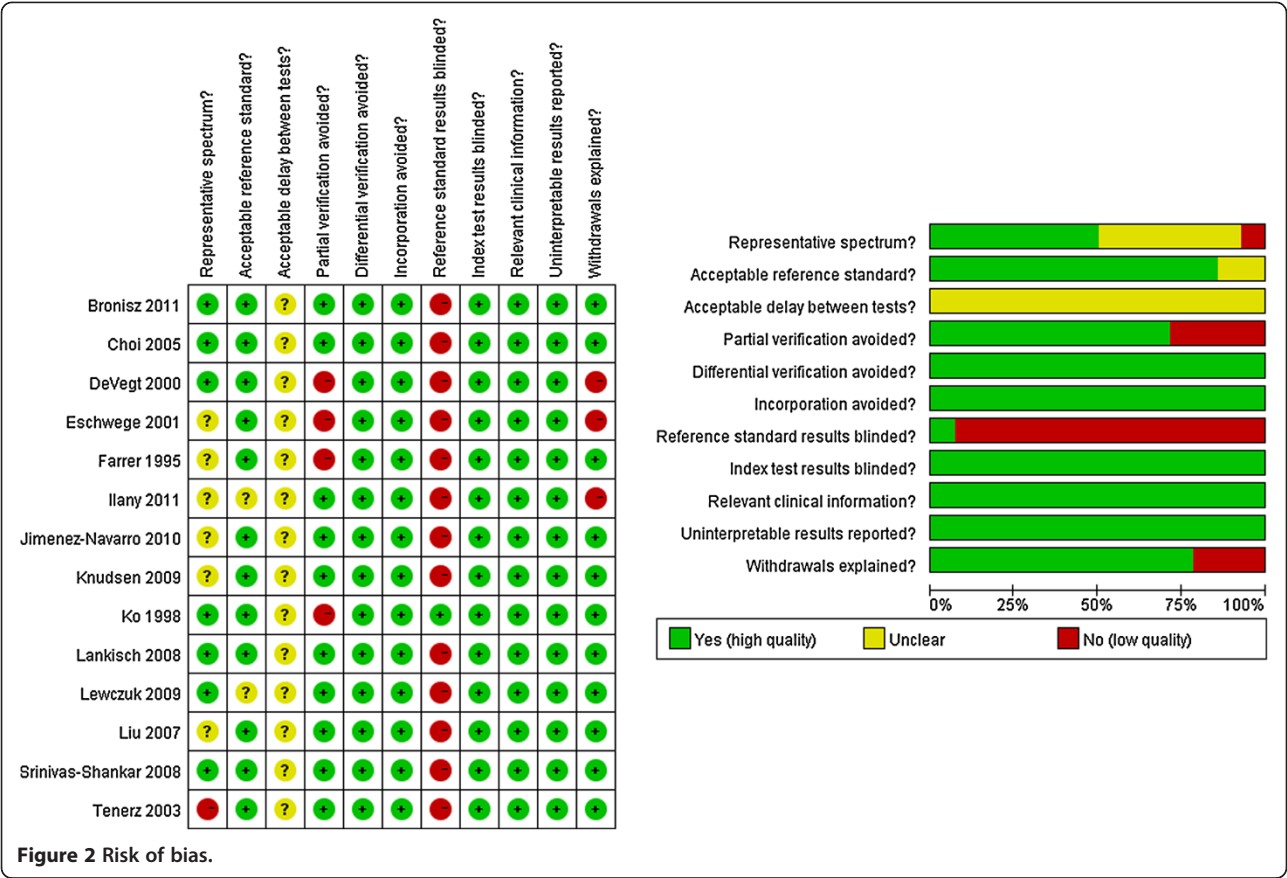 Representative spectrum?
Acceptable reference standard?
Acceptable delay between tests?
Partial verification avoided?
Differential verification avoided?
Incorporation avoided?
Reference standard results blinded?
Index test results blinded?
Relevant clinical information?
Uninterpretable results reported?
Withdrawals explained?
Bronisz 2011 + + ? + + + - + + + +
Choi 2005 + + ? + + + - + + + +
DeVegt 2000 + + ? - + + - + + + -
Eschwege 2001 ? + ? - + + - + + + -
Farrer 1995 ? + ? - + + - + + + +
Ilany 2011 ? ? ? + + + - + + + -
Jimenez-Navarro 2010 ? + ? + + + - + + + +
Knudsen 2009 ? + ? + + + - + + + +
Ko 1998 + + ? - + + + + + + +
Lankisch 2008 + + ? + + + - + + + +
Lewczuk 2009 + ? ? + + + - + + + +
Liu 2007 ? + ? + + + - + + + +
Srinivas-Shankar 2008 + + ? + + + - + + + +
Tenerz 2003 - + ? + + + - + + + +
Representative spectrum?
Acceptable reference standard?
Acceptable delay between tests?
Partial verification avoided?
Differential verification avoided?
Incorporation avoided?
Reference standard results blinded?
Index test results blinded?
Relevant clinical information?
Uninterpretable results reported?
Withdrawals explained?
0% 25% 50% 75% 100%
Yes (high quality) Unclear No (low quality)
Figure 2 Risk of bias.